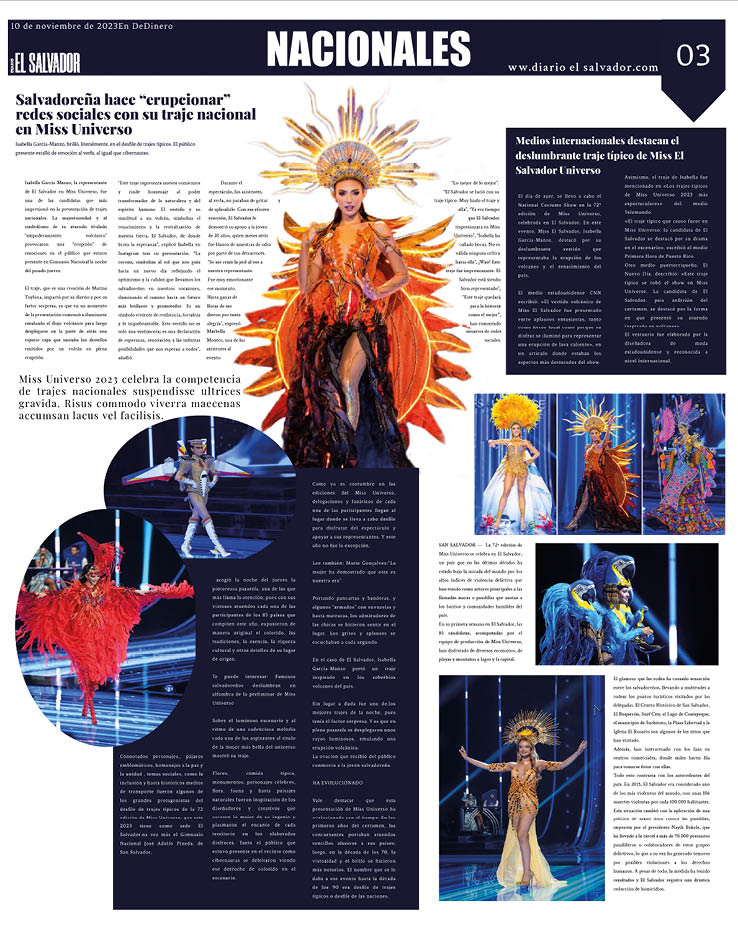 10 de noviembre de 2023En DeDinero
DIARIO EL SALVADOR
NACIONALES
www.diario el salvador.com
03
Salvadoreña hace “erupcionar”
redes sociales con su traje nacional
en Miss Universo
Isabella García-Manzo, brilló, literalmente, en el desfile de trajes típicos. El público
presente estalló de emoción al verla, al igual que cibernautas.
Isabella García-Manzo, la representante
de El Salvador en Miss Universo, fue
una de las candidatas que más
impresionó en la presentación de trajes
nacionales. La majestuosidad y el
simbolismo de su atuendo titulado
"empoderamiento volcánico"
provocaron una "erupción" de
emociones en el público que estuvo
presente en Gimnasio Nacional la noche
del pasado jueves.
El traje, que es una creación de Marina
Toybina, impactó por su diseño y por su
factor sorpresa, ya que en un momento
de la presentación comenzó a iluminarse
emulando el flujo volcánico para luego
desplegarse en la parte de atrás una
especie capa que imitaba los destellos
emitidos por un volcán en plena
erupción.
"Este traje representa nuevos comienzos
y rinde homenaje al poder
transformador de la naturaleza y del
espíritu humano. El vestido y su
similitud a un volcán, simboliza el
renacimiento y la revitalización de
nuestra tierra, El Salvador, de donde
brota la esperanza", explicó Isabella en
Instagram tras su presentación. "La
corona, simboliza al sol que nos guía
hacia un nuevo día reflejando el
optimismo y la calidez que llevamos los
salvadoreños en nuestros corazones,
iluminando el camino hacia un futuro
más brillante y prometedor. Es un
símbolo viviente de resiliencia, fortaleza
y fe inquebrantable. Este vestido no es
solo una vestimenta; es una declaración
de esperanza, renovación y las infinitas
posibilidades que nos esperan a todos",
añadió.
Durante el
espectáculo, los asistentes,
al verla, no paraban de gritar
de aplaudirle. Con esa efusiva
reacción, El Salvador le
demostró su apoyo a la joven
de 20 años, quien meses atrás
fue blanco de muestras de odio
por parte de sus detractores.
"Se me erizó la piel al ver a
nuestra representante.
Fue muy emocionante
ese momento.
Hasta ganas de
llorar me
dieron por tanta
alegría", expresó
Marbella
Montes, una de las
asistentes al
evento.
y
"Lo mejor de lo mejor".
"El Salvador se lució con su
traje típico. Muy lindo el traje y
ella". "Ya era tiempo
que El Salvador
impresionara en Miss
Universo". "Isabella
callado bocas. No es
válida ninguna crítica
hacia ella". ¡Wau! Este
traje fue impresionante. El
Salvador está siendo
bien representado",
"Este traje quedará
para la historia
como el mejor",
han comentado
usuarios de redes
sociales.
Medios internacionales destacan el
deslumbrante traje típico de Miss El
Salvador Universo
El día de ayer, se llevo a cabo el
National Costume Show en la 72ª
edición de Miss Universo,
celebrada en El Salvador. En este
evento, Miss El Salvador, Isabella
García-Manzo, destacó por su
deslumbrante vestido que
representaba la erupción de los
volcanes y el renacimiento del
país.
El medio estadounidense CNN
escribió: «El vestido volcánico de
Miss El Salvador fue presentado
entre aplausos entusiastas, tanto
como héroe local como porque su
disfraz se iluminó para representar
una erupción de lava caliente», en
un artículo donde estaban los
aspectos más destacados del show.
Asimismo, el traje de Isabella fue
mencionado en «Los trajes típicos
de Miss Universo 2023 más
espectaculares» del medio
Telemundo.
«El traje típico que causó furor en
Miss Universo: la candidata de El
Salvador se destacó por su drama
en el escenario», escribió el medio
Primera Hora de Puerto Rico.
Otro medio puertorriqueño, El
Nuevo Día, describió: «Este traje
típico se robó el show en Miss
Universo. La candidata de El
Salvador, país anfitrión del
certamen, se destacó por la forma
en que presentó su atuendo
inspirado en volcanes».
El vestuario fue elaborado por la
diseñadora de moda
estadounidense y reconocida a
nivel internacional.
Miss Universo 2023 celebra la competencia
de trajes nacionales suspendisse ultrices
gravida. Risus commodo viverra maecenas
accumsan lacus vel facilisis.
Connotados personajes, pájaros
emblemáticos, homenajes a la paz y
la unidad , temas sociales, como la
inclusión y hasta históricos medios
de transporte fueron algunos de
los grandes protagonistas del
desfile de trajes típicos de la 72
edición de Miss Universo, que este
2023 tiene como sede El
Salvador.na vez más el Gimnasio
Nacional José Adolfo Pineda, de
San Salvador.
acogió la noche del jueves la
pintoresca pasarela, una de las que
más llama la atención, pues con sus
vistosos atuendos cada una de las
participantes de los 85 países que
compiten este año, expusieron de
manera original el colorido, las
tradiciones, la esencia, la riqueza
cultural y otros detalles de su lugar
de origen.
Te puede interesar: Famosos
salvadoreños deslumbran en
alfombra de la preliminar de Miss
Universo
Sobre el luminoso escenario y al
ritmo de una cadenciosa melodía
cada una de las aspirantes al título
de la mujer más bella del universo
mostró su traje.
Flores, comida típica,
monumentos, personajes célebres,
flora, fauna y hasta paisajes
naturales fueron inspiración de los
diseñadores y creativos que
sacaron lo mejor de su ingenio y
plasmaron el encanto de cada
territorio en los elaborados
disfraces. Tanto el público que
estuvo presente en el recinto como
cibernautas se deleitaron viendo
ese derroche de colorido en el
escenario.
Como ya es costumbre en las
ediciones del Miss Universo,
delegaciones y fanáticos de cada
una de las participantes llegan al
lugar donde se lleva a cabo desfile
para disfrutar del espectáculo y
apoyar a sus representantes. Y este
año no fue la excepción.
Lee también: Marie Gonçalves:"La
mujer ha demostrado que esta es
nuestra era"
Portando pancartas y banderas, y
algunos "armados" con vuvuzelas y
hasta matracas, los admiradores de
las chicas se hicieron sentir en el
lugar. Los gritos y aplausos se
escuchaban a cada segundo.
En el caso de El Salvador, Isabella
García-Manzo portó un traje
inspirado en los soberbios
volcanes del país.
Sin lugar a duda fue uno de los
mejores trajes de la noche, pues
tenía el factor sorpresa. Y es que en
plena pasarela se desplegaron unos
rayos luminosos, emulando una
erupción volcánica.
La ovación que recibió del público
conmovió a la joven salvadoreña.
HA EVOLUCIONADO
Vale destacar que esta
presentación de Miss Universo ha
evolucionado con el tiempo. En los
primeros años del certamen, las
concursantes portaban atuendos
sencillos alusivos a sus países;
luego, en la década de los 70, la
vistosidad y el brillo se hicieron
más notorios. El nombre que se le
daba a ese evento hasta la década
de los 90 era desfile de trajes
típicos o desfile de las naciones.
SAN SALVADOR — La 72ª edición de
Miss Universo se celebra en El Salvador,
un país que en las últimas décadas ha
estado bajo la mirada del mundo por los
altos índices de violencia delictiva que
han tenido como actores principales a las
llamadas maras o pandillas que azotan a
los barrios y comunidades humildes del
país.
En su primera semana en El Salvador, las
85 candidatas, acompañadas por el
equipo de producción de Miss Universo,
han disfrutado de diversos escenarios, de
playas y montañas a lagos y la capital.
El glamour que las redes ha causado sensación
entre los salvadoreños, llevando a multitudes a
rodear los puntos turísticos visitados por las
delegadas. El Centro Histórico de San Salvador,
El Boquerón, Surf City, el Lago de Coatepeque,
el municipio de Suchitoto, la Plaza Libertad y la
Iglesia El Rosario son algunos de los sitios que
han visitado.
Además, han interactuado con los fans en
centros comerciales, donde miles hacen fila
para tomarse fotos con ellas.
Todo esto contrasta con los antecedentes del
país. En 2015, El Salvador era considerado uno
de los más violentos del mundo, con unas 106
muertes violentas por cada 100,000 habitantes.
Esta situación cambió con la aplicación de una
política de mano dura contra las pandillas,
impuesta por el presidente Nayib Bukele, que
ha llevado a la cárcel a más de 70,000 presuntos
pandilleros o colaboradores de estos grupos
delictivos, lo que a su vez ha generado temores
por posibles violaciones a los derechos
humanos. A pesar de todo, la medida ha tenido
resultados y El Salvador registra una drástica
reducción de homicidios.